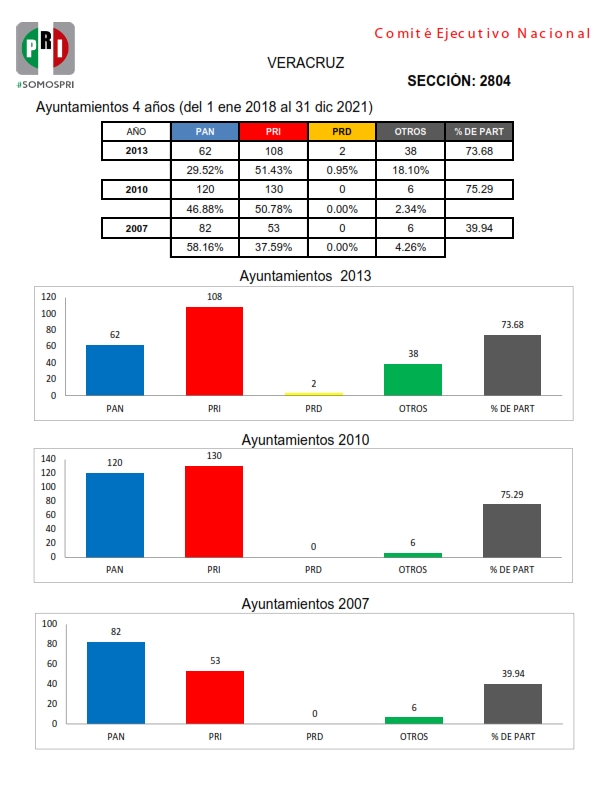 Comité Ejecutivo Nacional
PRI
#SOMOSPRI
VERACRUZ
SECCIÓN: 2804
Ayuntamientos 4 años (del 1 ene 2018 al 31 dic 2021)
AÑO PAN PRI PRD OTROS % DE PART
2013 62 108 2 38 73.68
29.52% 51.43% 0.95% 18.10%
2010 120 130 0 6 75.29
46.88% 50.78% 0.00% 2.34%
2007 82 53 0 6 39.94
58.16% 37.59% 0.00% 4.26%
Ayuntamientos 2013
120
100
80
60
40
20
0
62
108
2
38
73.68
PAN PRI PRD OTROS % DE PART
Ayuntamientos 2010
140
120
100
80
60
40
20
0
120
130
0
6
75.29
PAN PRI PRD OTROS % DE PART
Ayuntamientos 2007
100
80
60
40
20
0
82
53
0
6
39.94
PAN PRI PRD OTROS % DE PART